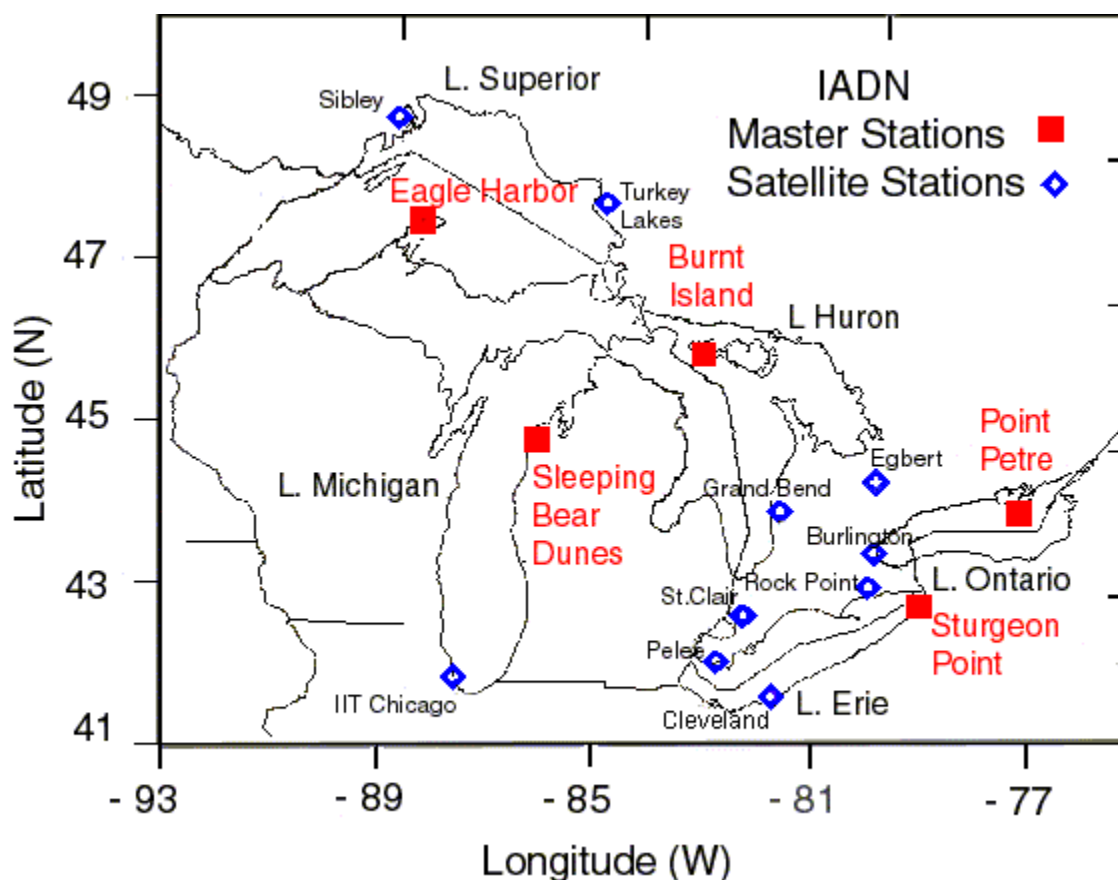 49
47
45
43
41
Latitude (N)
- 93
- 89
- 85
- 81
- 77
Longitude (W)
IADN
Master Stations
Satellite Stations
L. Superior
Sibley
Eagle Harbor
Turkey
Lakes
Burnt
Island
L Huron
Point
Petre
Egbert
L. Michigan
Sleeping
Bear
Dunes
Grand Bend
Burlington
Rock Point
L. Ontario
St.Clair
Sturgeon
Point
Pelee
IIT Chicago
Cleveland
L. Erie